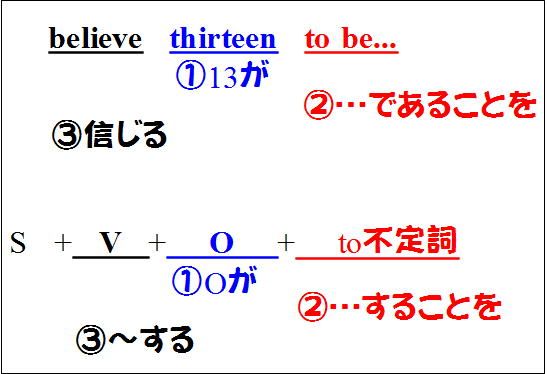 believe thirteen to be...
①13が
②…であることを
③信じる
S + V + O + to不定詞
①Oが
②…することを
③～する